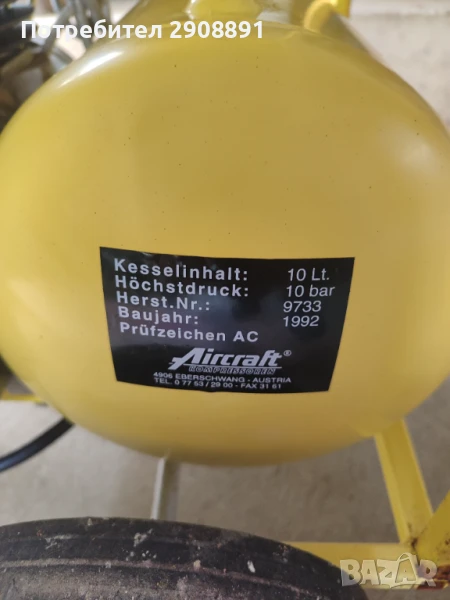 Потребител 2908891
Kesselinhalt: 10 Lt.
Höchstdruck: 10 bar
Herst.Nr.: 9733
Baujahr: 1992
Prüfzeichen AC
Aircraft®
KOMPRESSOREN
4906 EBERSCHWANG - AUSTRIA
TEL. 0 77 53 / 29 00 - FAX 31 61
BAZAR